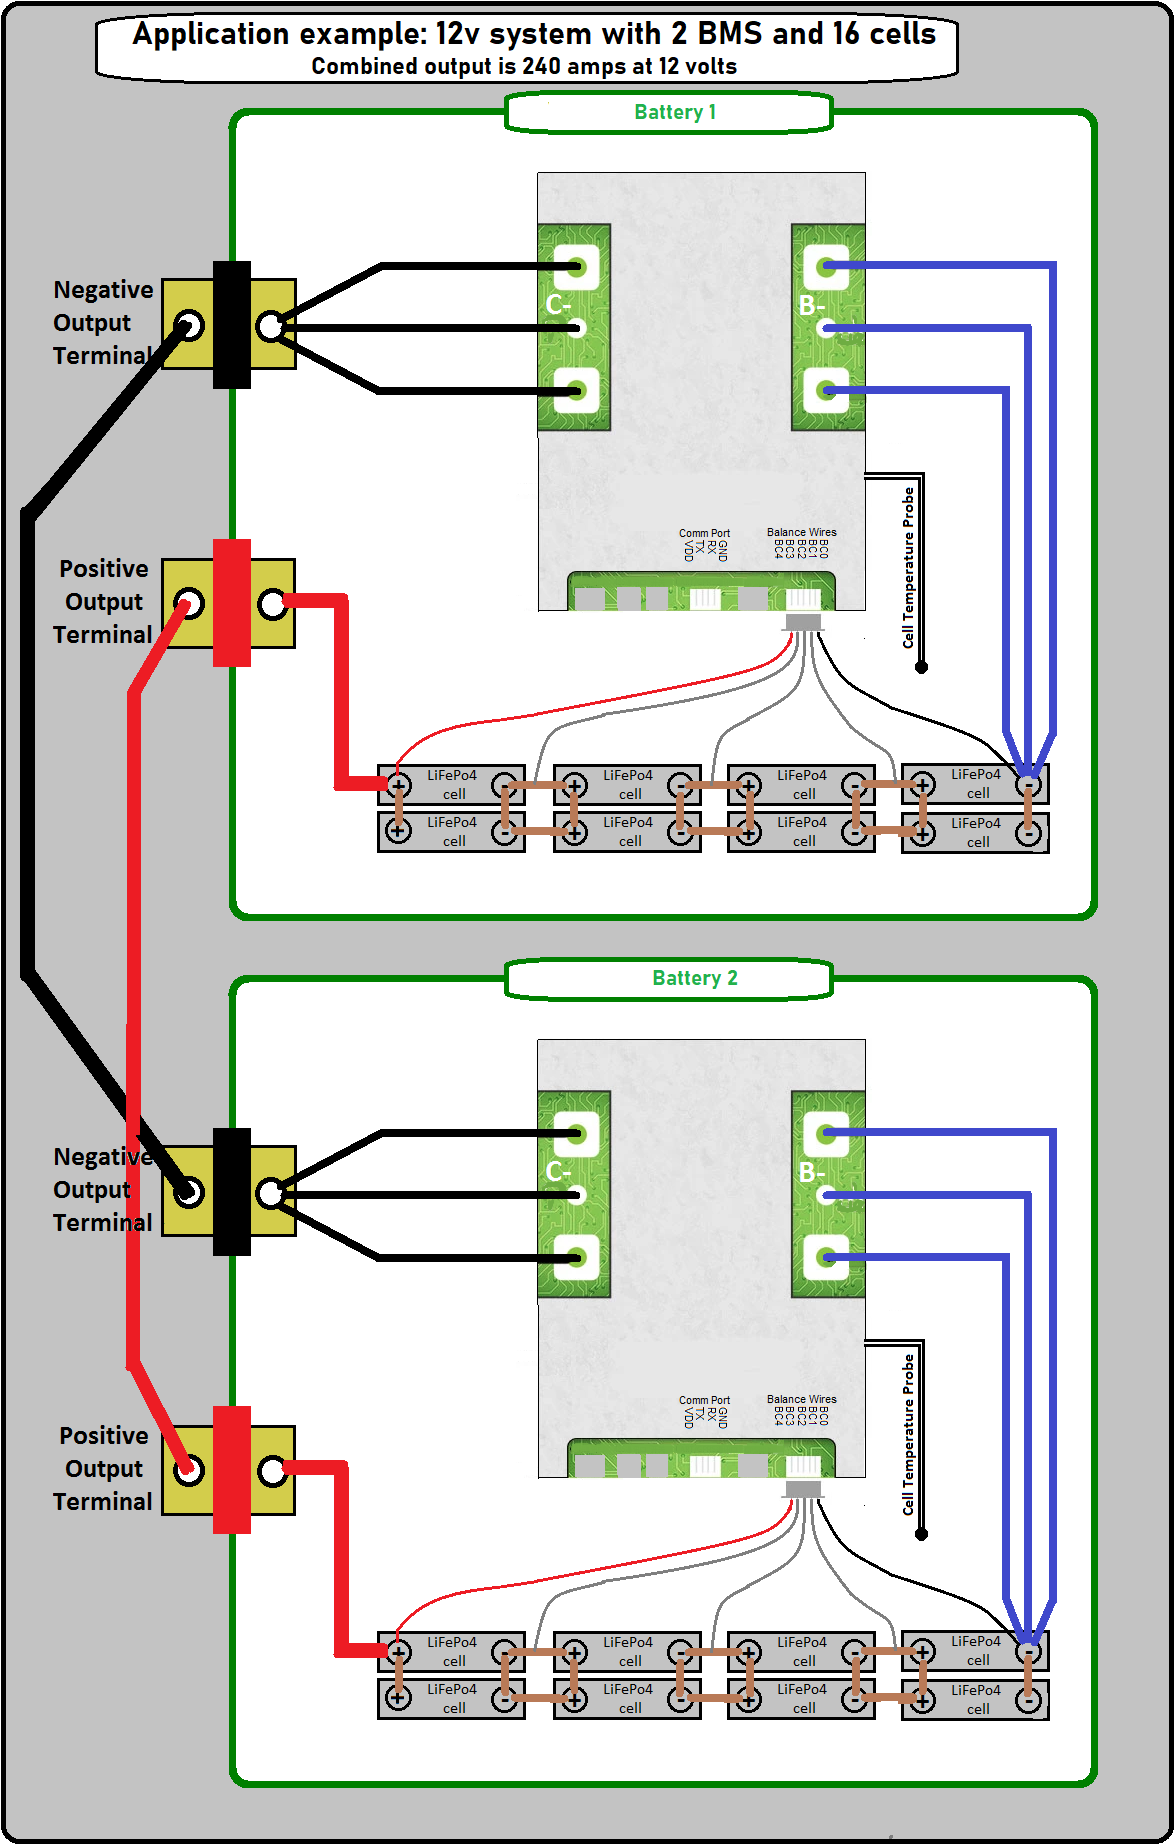 Application example: 12v system with 2 BMS and 16 cells
Combined output is 240 amps at 12 volts
Battery 1
Negative
Output
Terminal
C-
B-
Positive
Output
Terminal
Comm Port
VDD
TX
RX
GND
Balance Wires
BC4
BC3
BC2
BC1
BC0
Cell Temperature Probe
+ LiFePo4 -
cell
+ LiFePo4 -
cell
+ LiFePo4 -
cell
+ LiFePo4 -
cell
+ LiFePo4 -
cell
+ LiFePo4 -
cell
+ LiFePo4 -
cell
+ LiFePo4 -
cell
Battery 2
Negative
Output
Terminal
C-
B-
Positive
Output
Terminal
Comm Port
VDD
TX
RX
GND
Balance Wires
BC4
BC3
BC2
BC1
BC0
Cell Temperature Probe
+ LiFePo4 -
cell
+ LiFePo4 -
cell
+ LiFePo4 -
cell
+ LiFePo4 -
cell
+ LiFePo4 -
cell
+ LiFePo4 -
cell
+ LiFePo4 -
cell
+ LiFePo4 -
cell